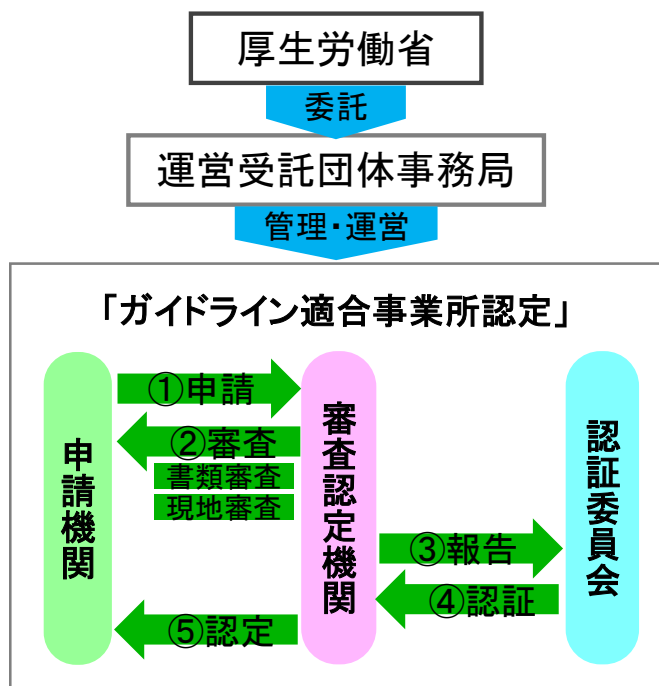 厚生労働省
委託
運営受託団体事務局
管理・運営
「ガイドライン適合事業所認定」
申請機関
①申請
②審査
書類審査
現地審査
⑤認定
審査認定機関
③報告
④認証
認証委員会